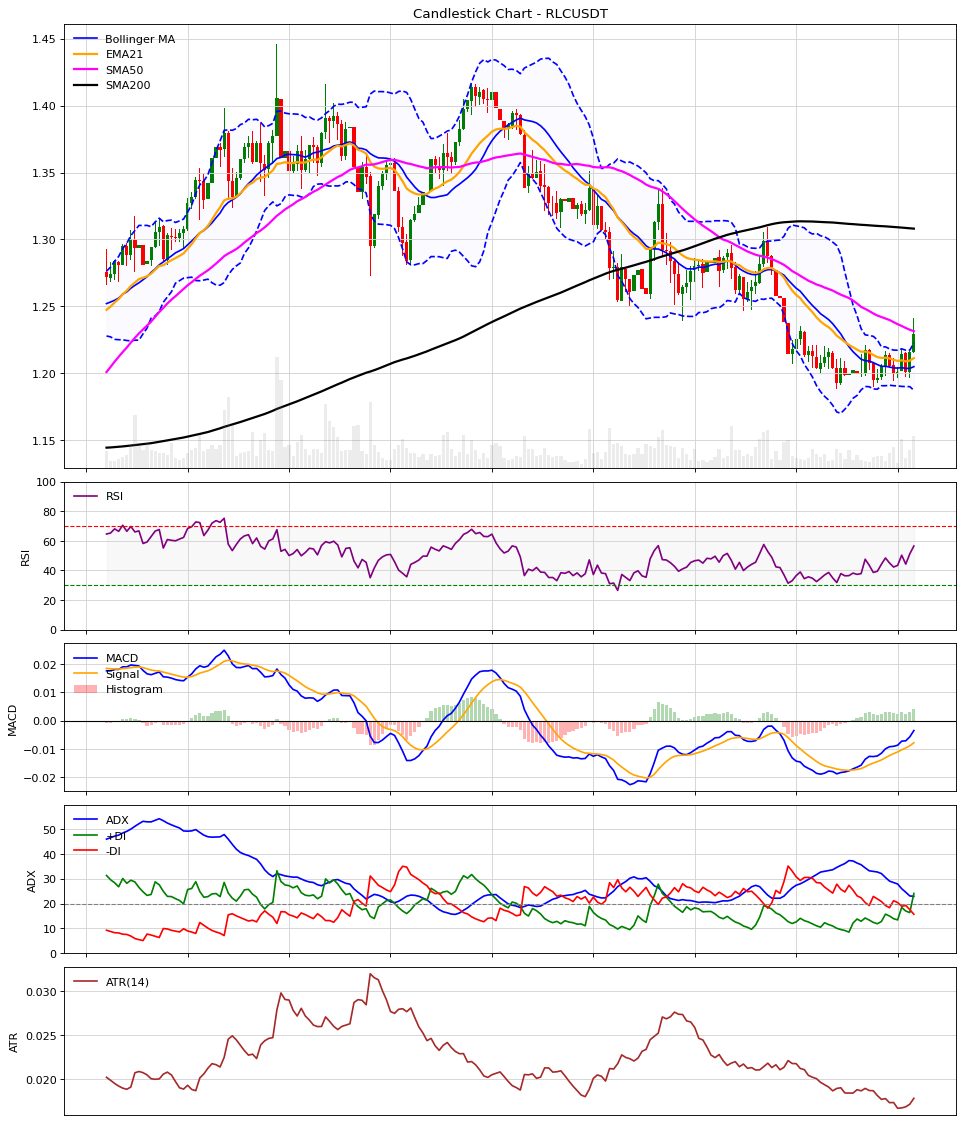 Candlestick Chart - RLCUSDT
1.45
1.40
1.35
1.30
1.25
1.20
1.15
Bollinger MA
EMA21
SMA50
SMA200
100
80
60
40
20
0
RSI
RSI
0.02
0.01
0.00
−0.01
−0.02
MACD
MACD
Signal
Histogram
50
40
30
20
10
0
ADX
ADX
+DI
-DI
0.030
0.025
0.020
ATR
ATR(14)